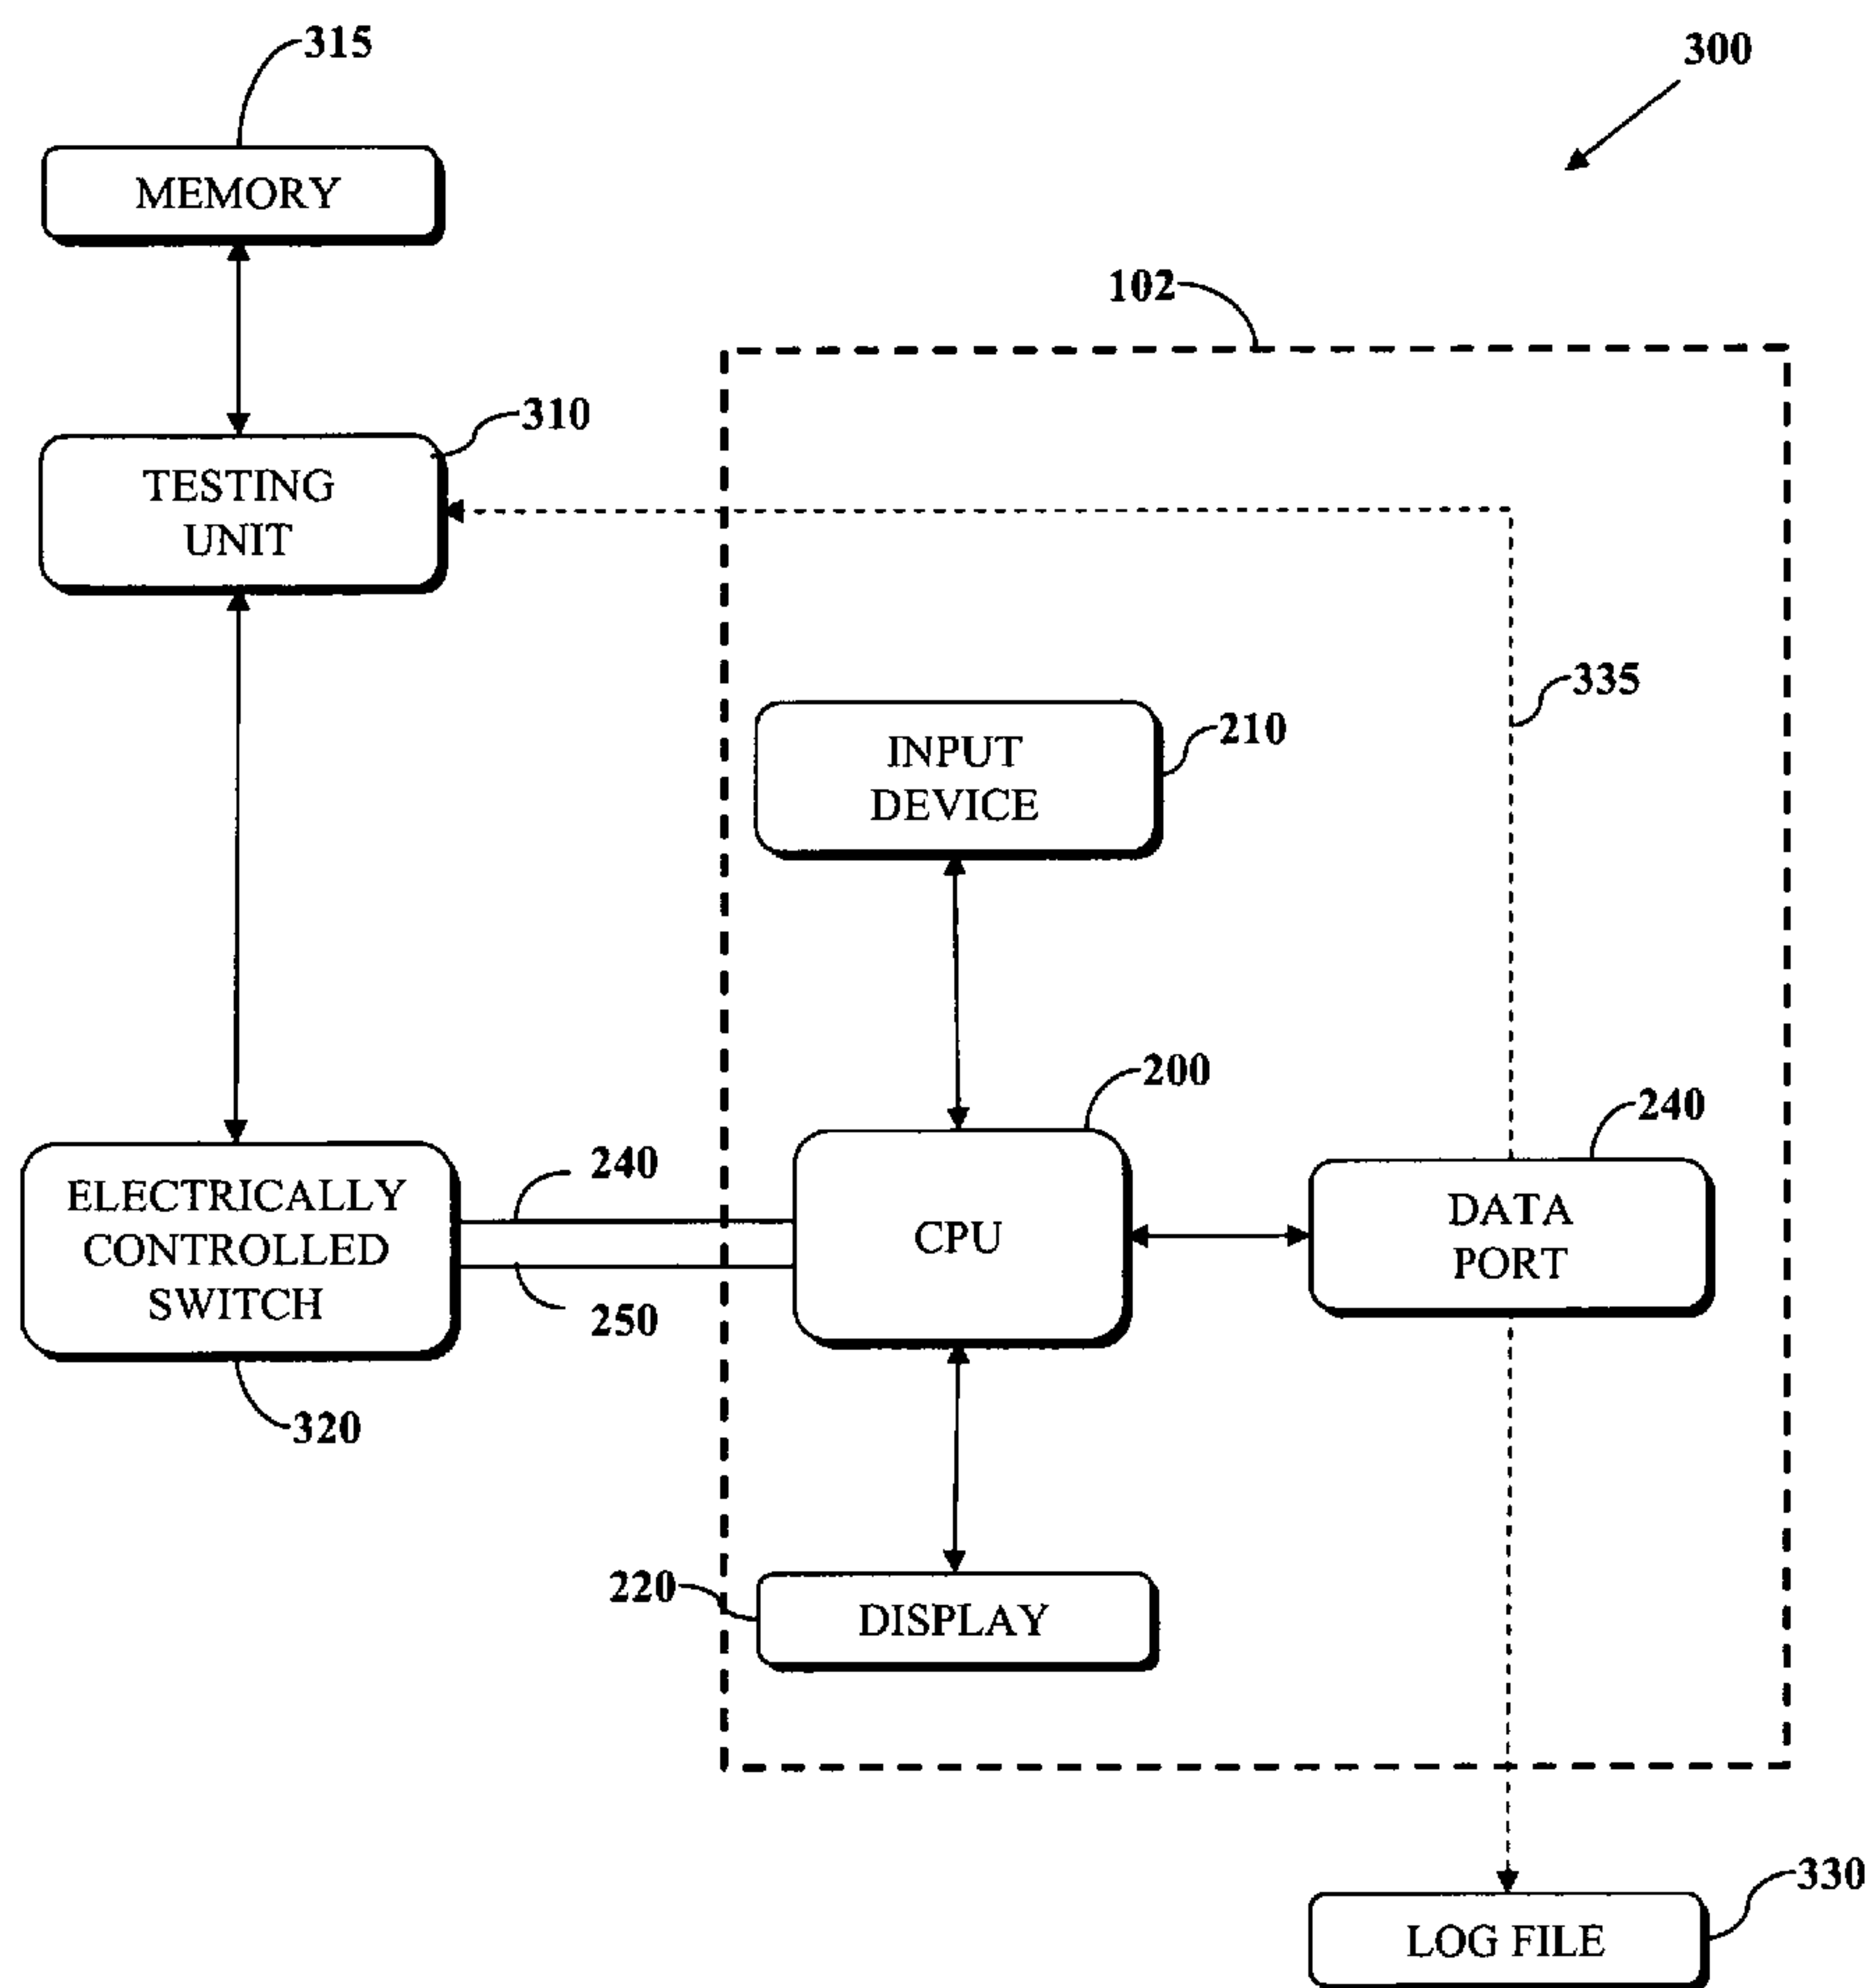 315
300
MEMORY
102
310
TESTING
UNIT
335
210
INPUT
DEVICE
200
240
240
ELECTRICALLY
CONTROLLED
SWITCH
CPU
DATA
PORT
250
320
220
DISPLAY
330
LOG FILE